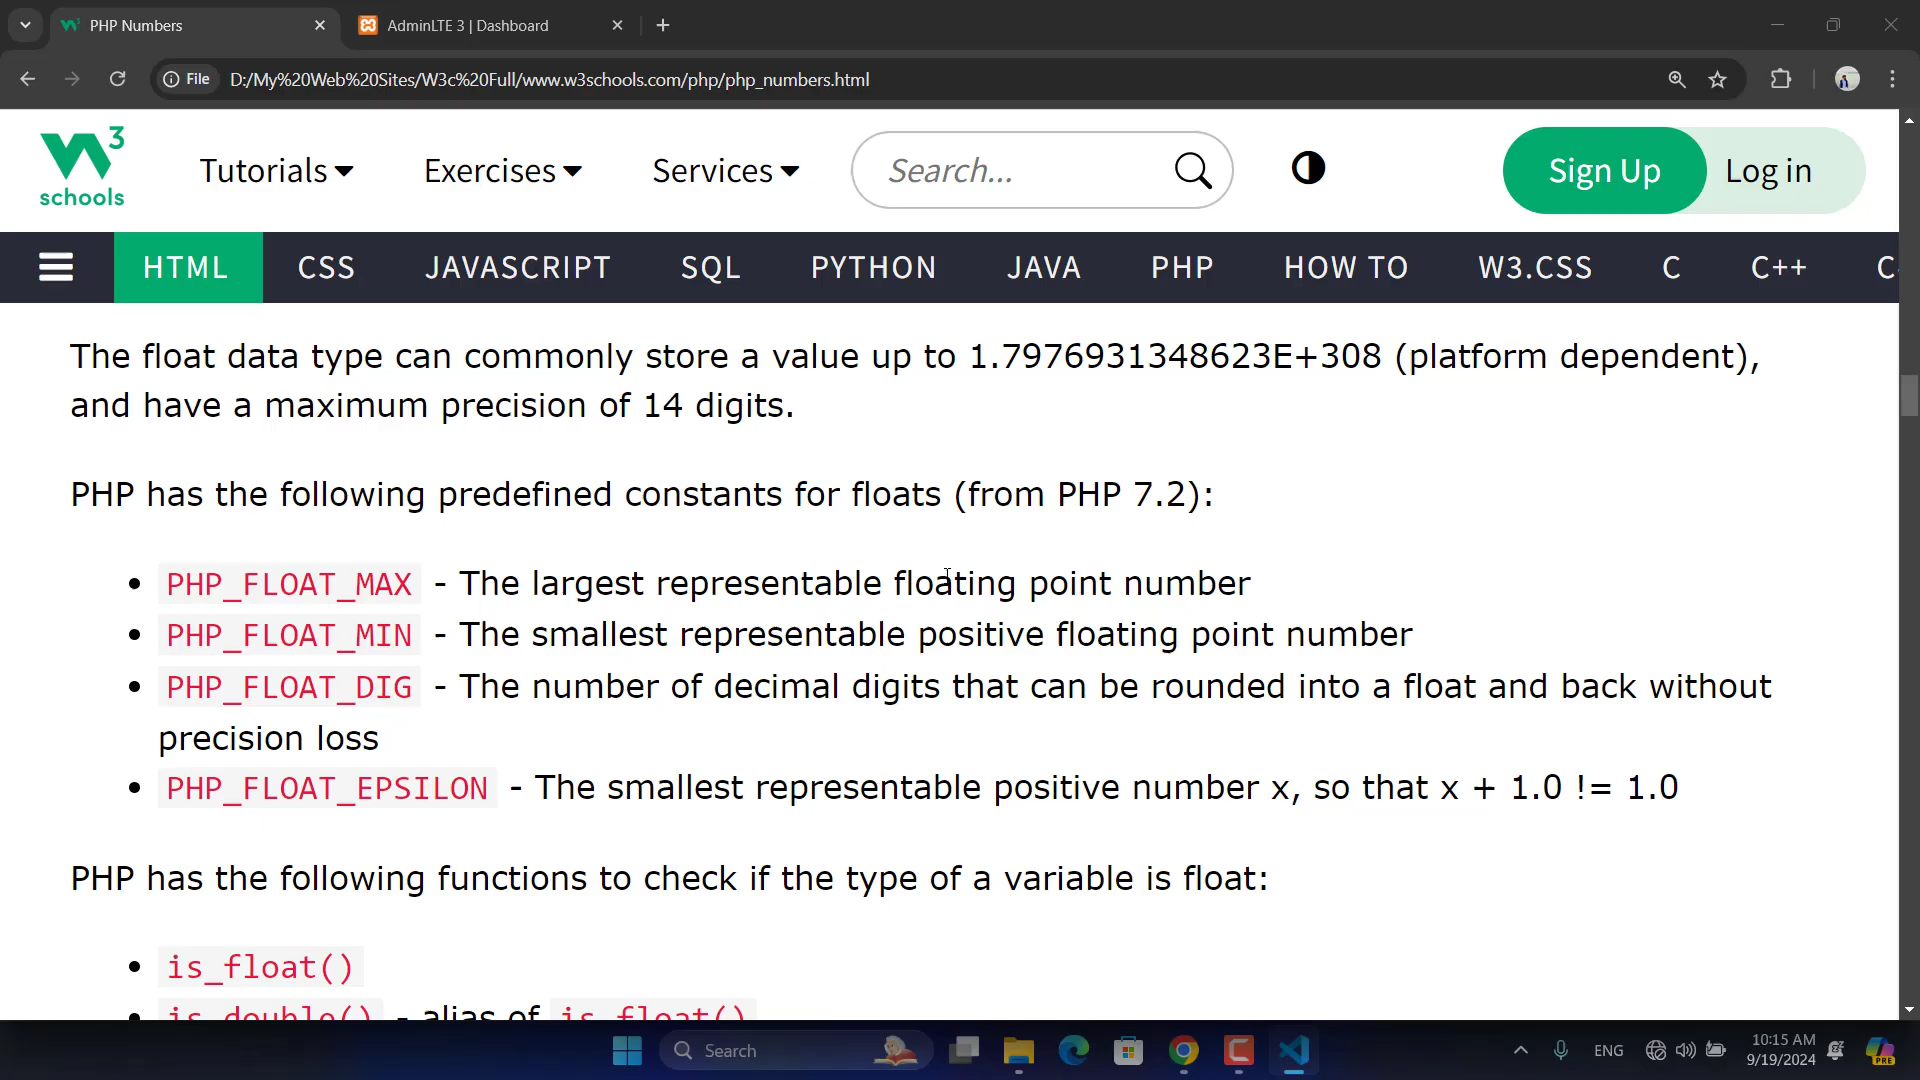 PHP Numbers
AdminLTE 3 | Dashboard
File
D:/My%20Web%20Sites/W3c%20Full/www.w3schools.com/php/php_numbers.html
W3 schools
Tutorials
Exercises
Services
Search...
Sign Up
Log in
HTML CSS JAVASCRIPT SQL PYTHON JAVA PHP HOW TO W3.CSS C C++
The float data type can commonly store a value up to 1.7976931348623E+308 (platform dependent),
and have a maximum precision of 14 digits.
PHP has the following predefined constants for floats (from PHP 7.2):
• PHP_FLOAT_MAX - The largest representable floating point number
• PHP_FLOAT_MIN - The smallest representable positive floating point number
• PHP_FLOAT_DIG - The number of decimal digits that can be rounded into a float and back without
precision loss
• PHP_FLOAT_EPSILON - The smallest representable positive number x, so that x + 1.0 != 1.0
PHP has the following functions to check if the type of a variable is float:
• is_float()
• is_double() - alias of is_float()
Search
ENG
10:15 AM
9/19/2024
PRE